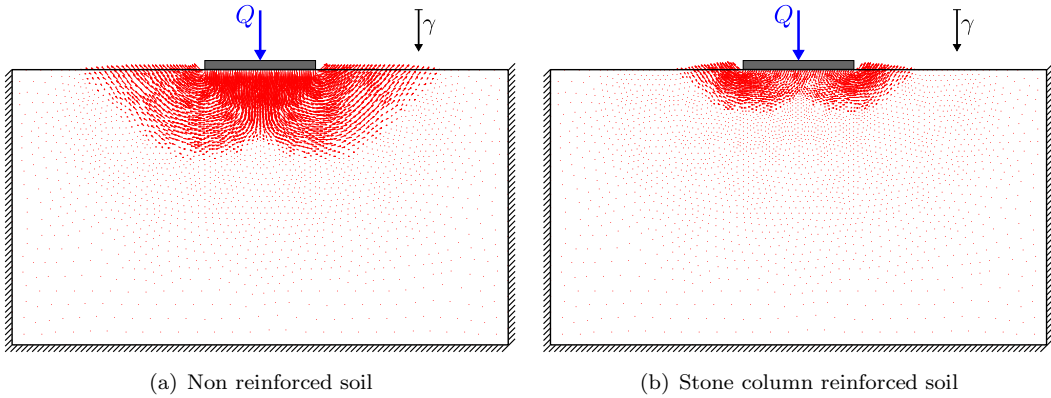 Q γ Q γ
(a) Non reinforced soil
(b) Stone column reinforced soil